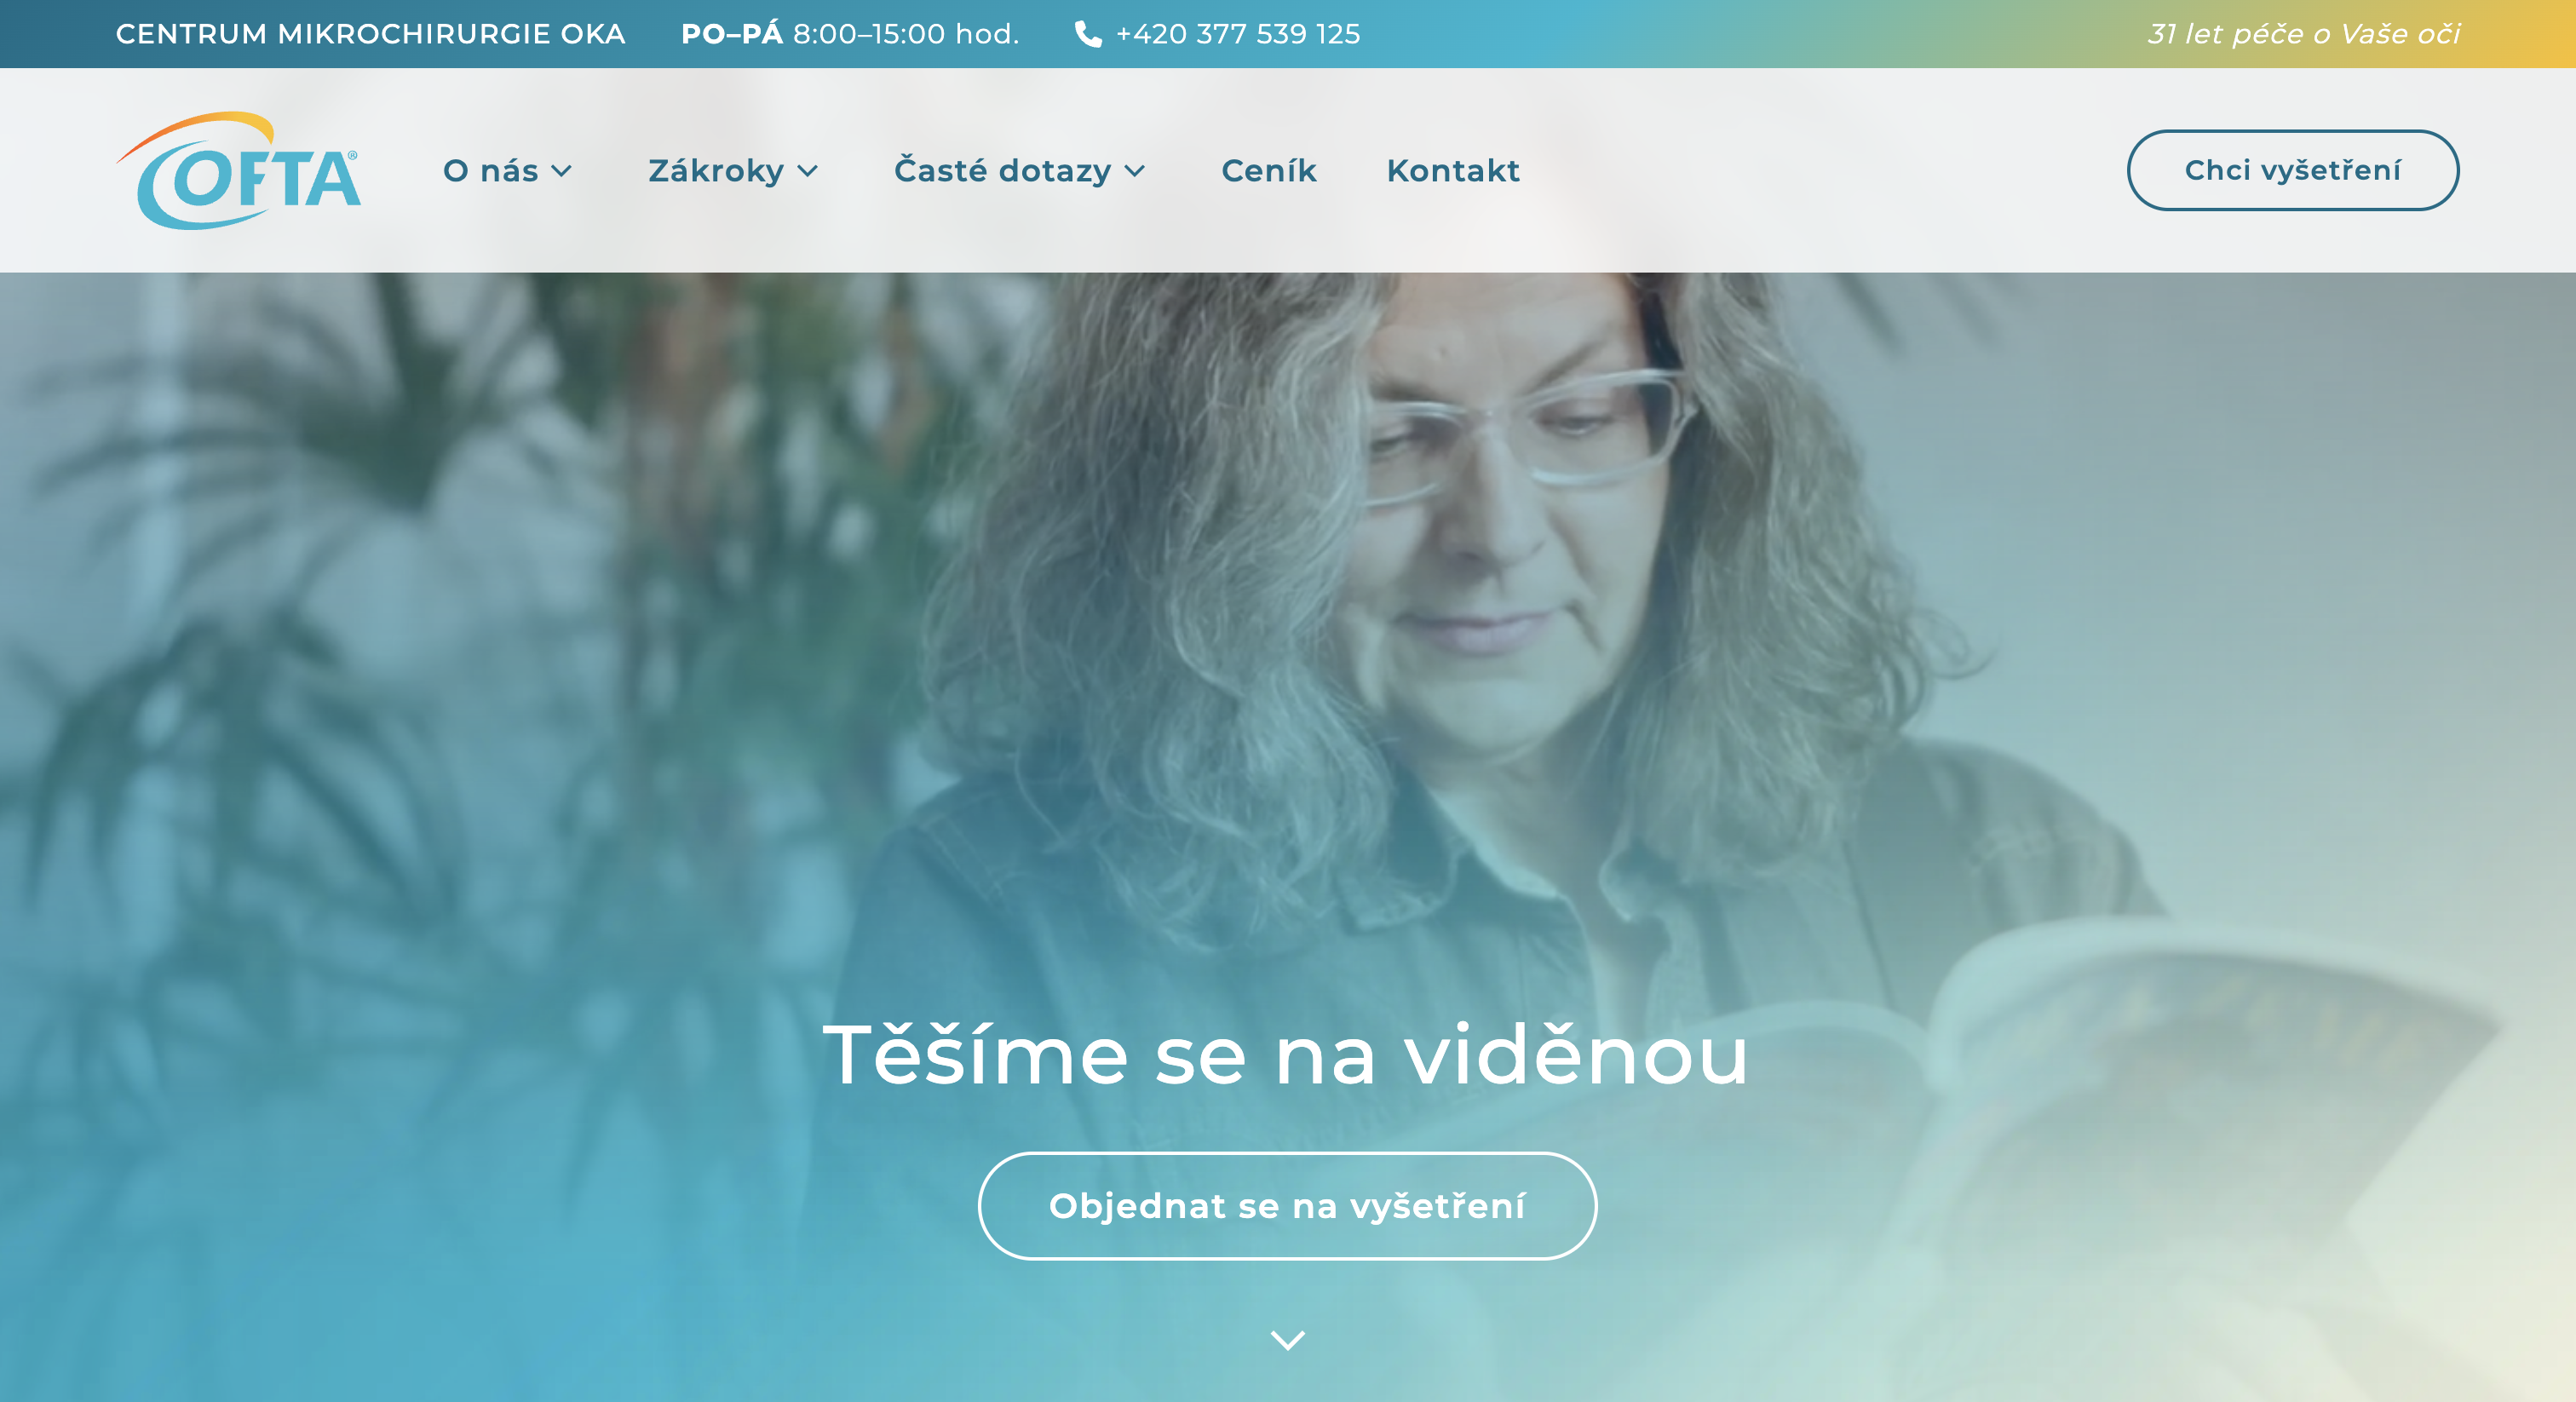 CENTRUM MIKROCHIRURGIE OKA PO–PÁ 8:00–15:00 hod. +420 377 539 125 31 let péče o Vaše oči
OFTA® O nás Zákroky Časté dotazy Ceník Kontakt Chci vyšetření
Těšíme se na viděnou
Objednat se na vyšetření